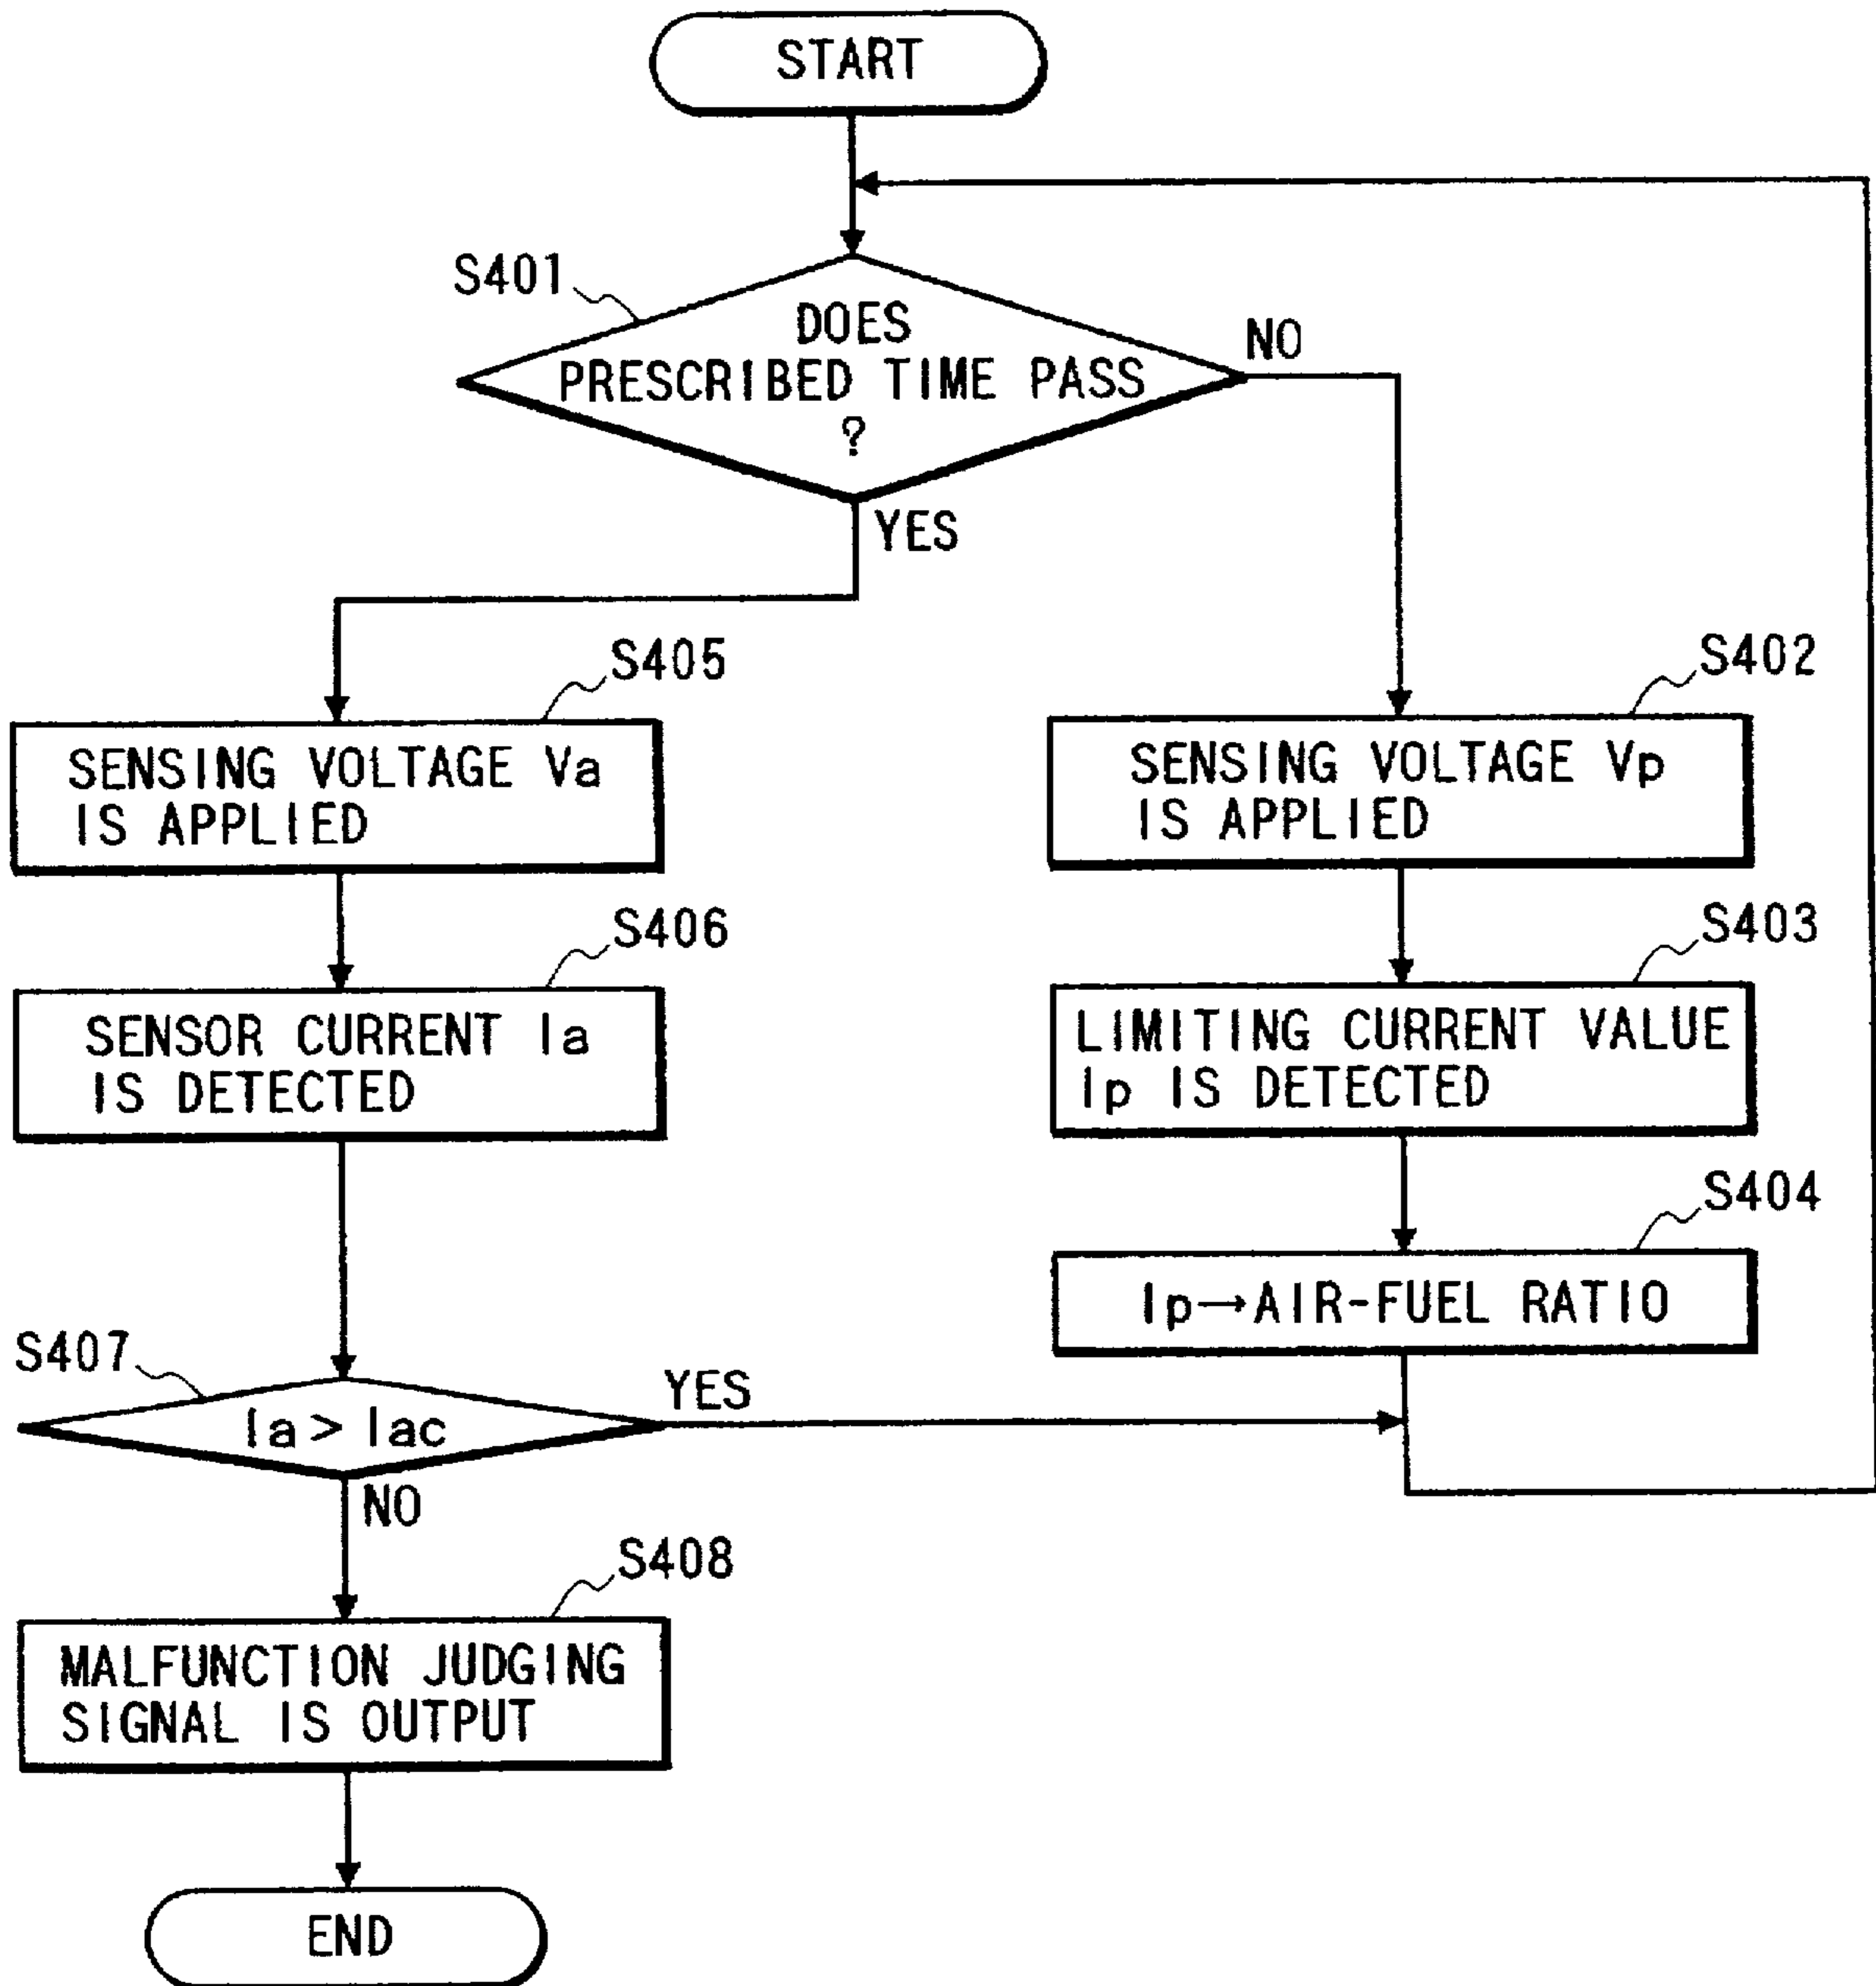 START
S401
DOES
PRESCRIBED TIME PASS
?
NO
YES
S405
SENSING VOLTAGE Va
IS APPLIED
S402
SENSING VOLTAGE Vp
IS APPLIED
S406
SENSOR CURRENT Ia
IS DETECTED
S403
LIMITING CURRENT VALUE
Ip IS DETECTED
S404
Ip→AIR-FUEL RATIO
S407
Ia > Iac
YES
NO
S408
MALFUNCTION JUDGING
SIGNAL IS OUTPUT
END